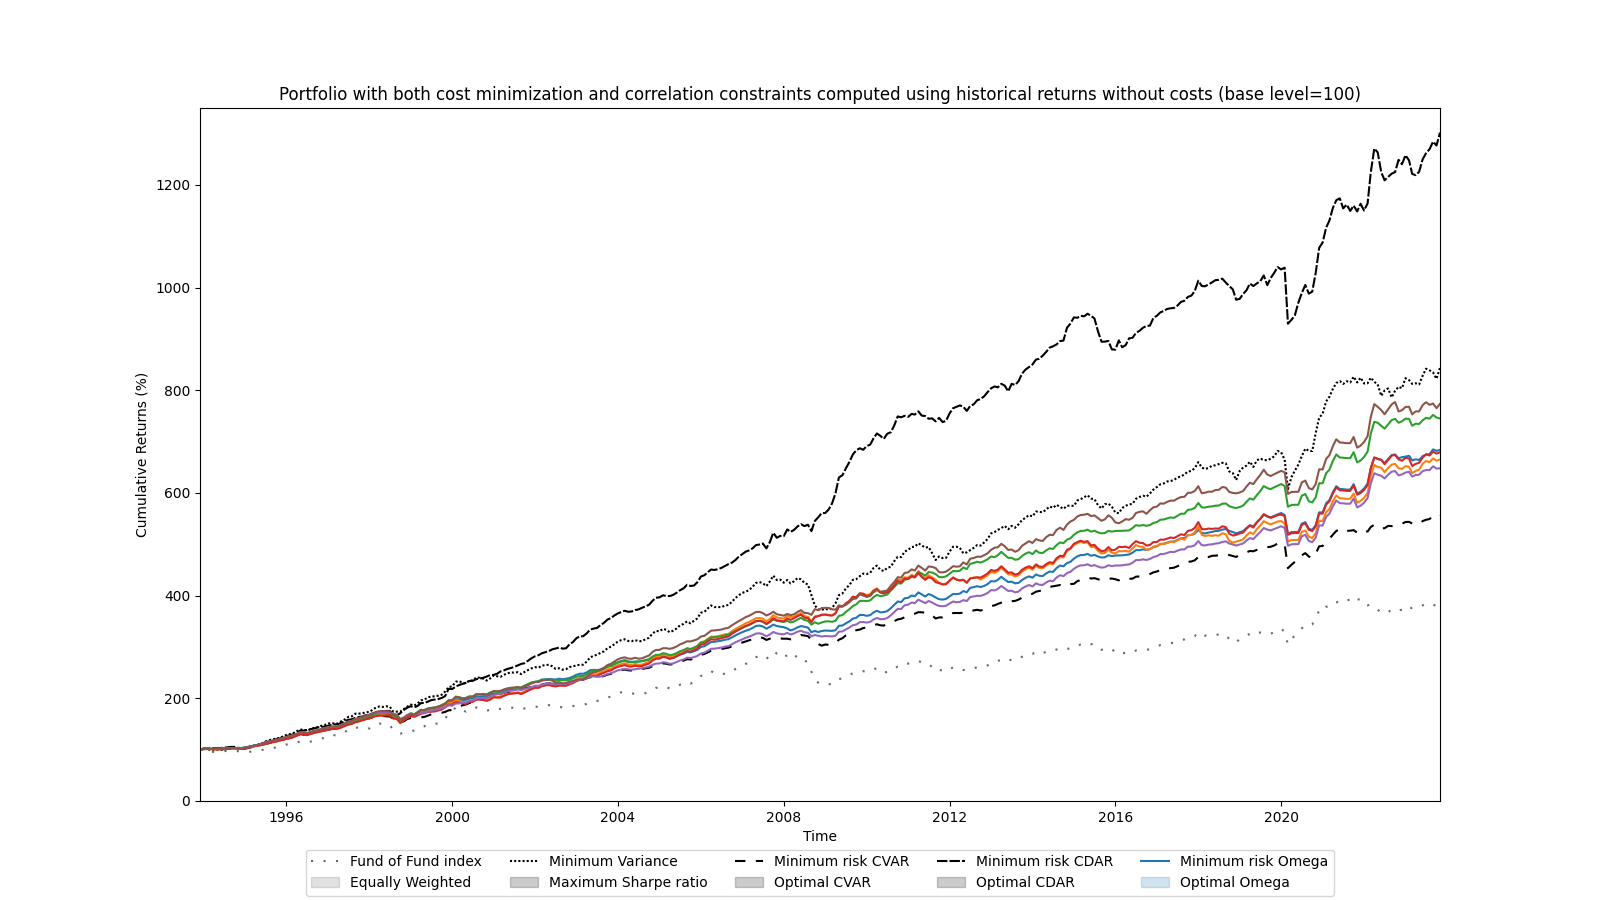 Portfolio with both cost minimization and correlation constraints computed using historical returns without costs (base level=100)
1200
1000
800
600
400
200
0
Cumulative Returns (%)
1996 2000 2004 2008 2012 2016 2020
Time
Fund of Fund index Minimum Variance Minimum risk CVAR Minimum risk CDAR Minimum risk Omega
Equally Weighted Maximum Sharpe ratio Optimal CVAR Optimal CDAR Optimal Omega